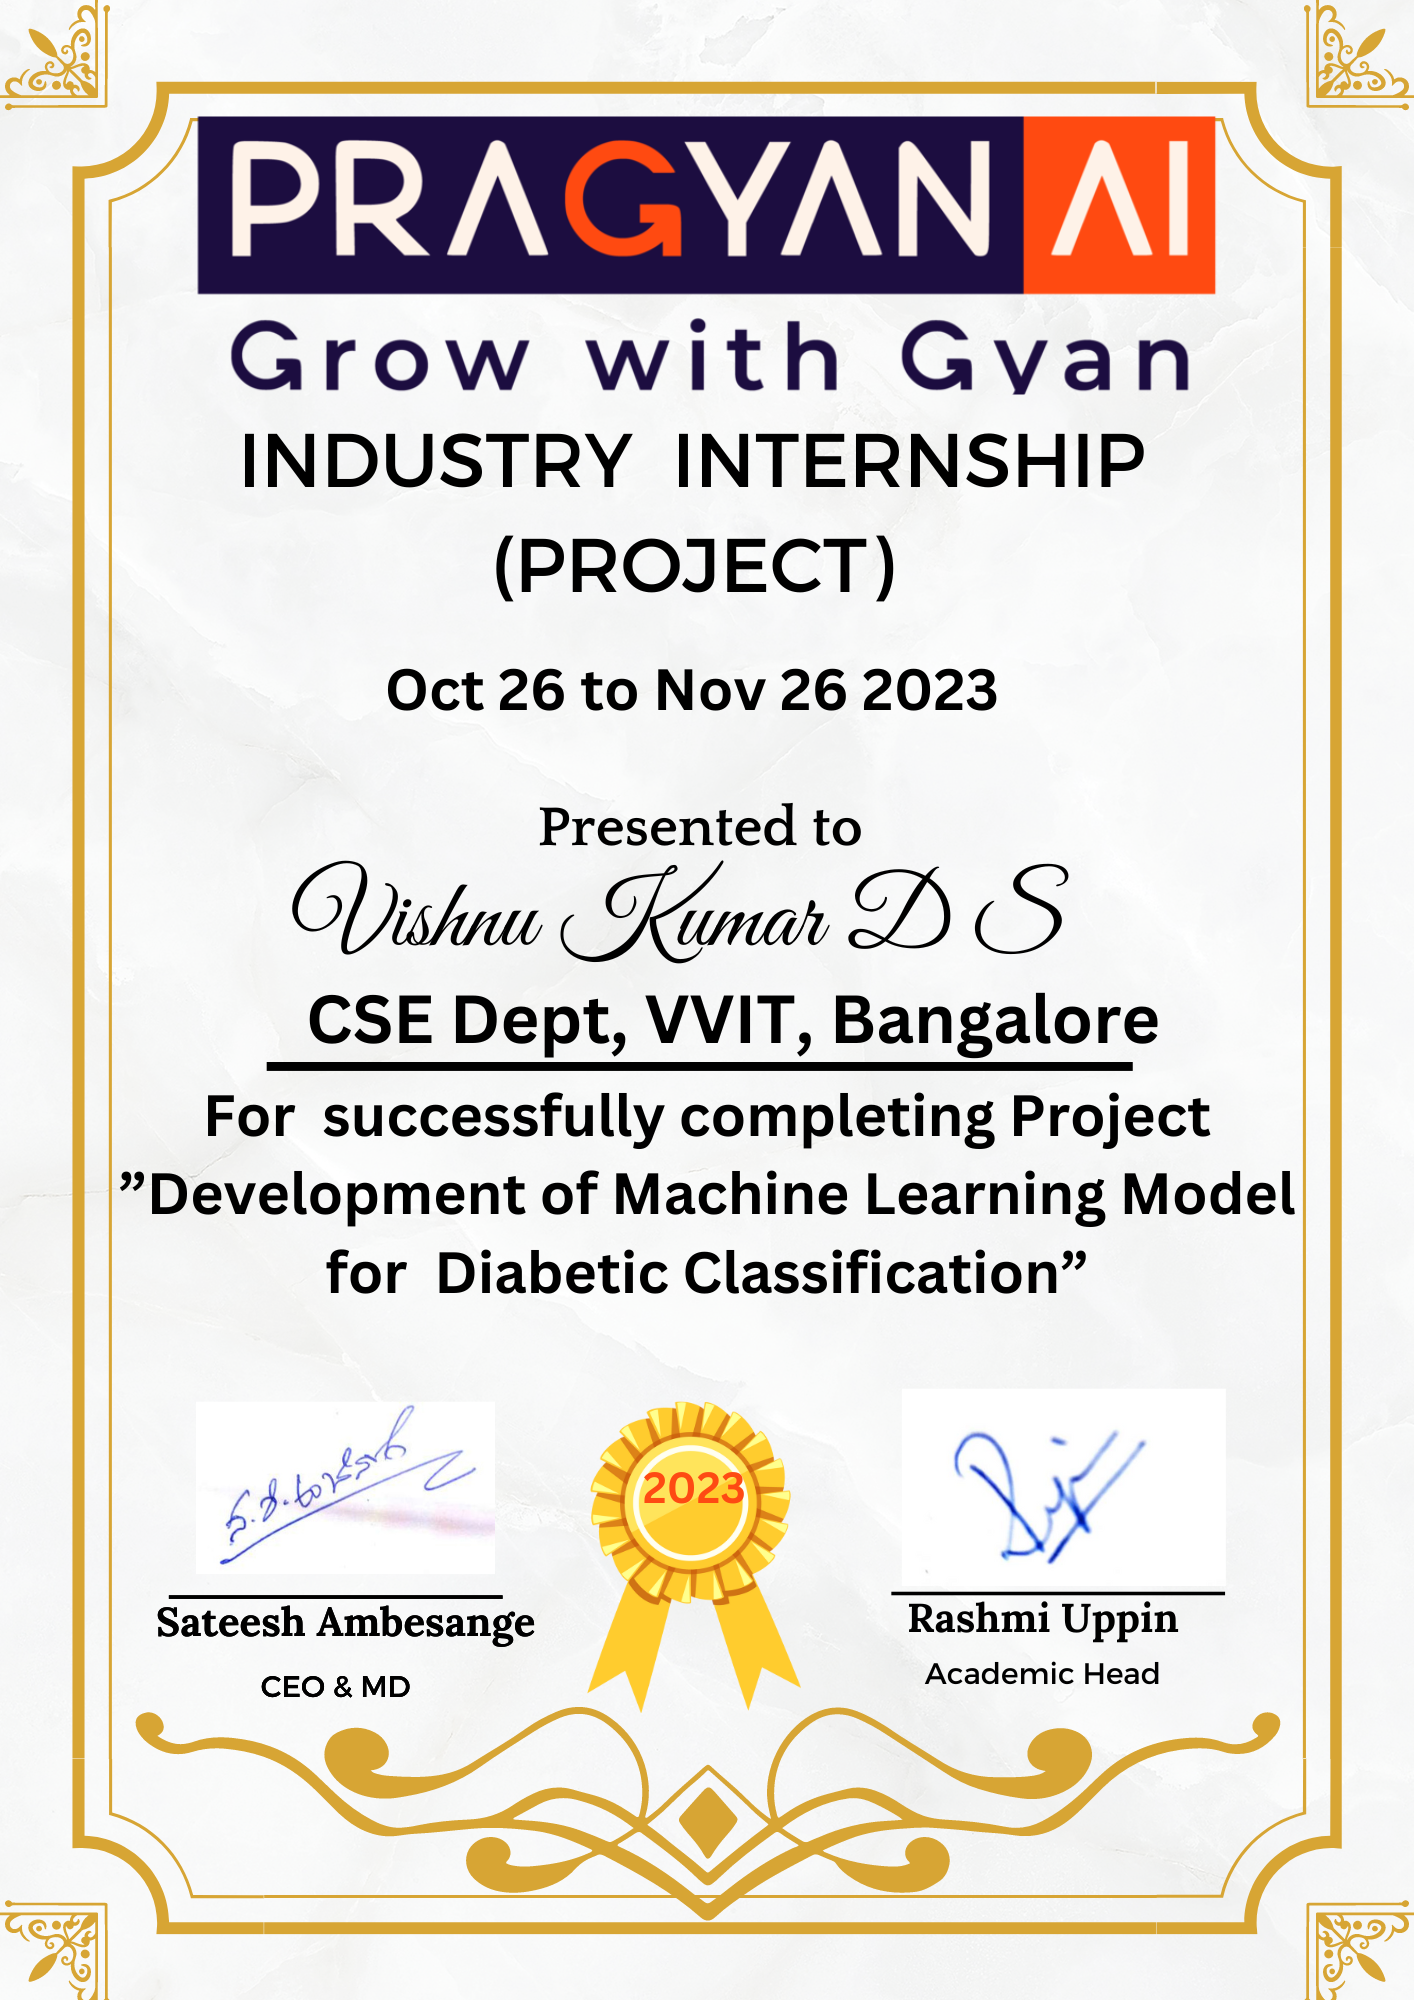 PRAGYAN AI
Grow with Gyan
INDUSTRY INTERNSHIP
(PROJECT)
Oct 26 to Nov 26 2023
Presented to
Vishnu Kumar D S
CSE Dept, VVIT, Bangalore
For successfully completing Project
”Development of Machine Learning Model
for Diabetic Classification”
2023
Sateesh Ambesange
CEO & MD
Rashmi Uppin
Academic Head